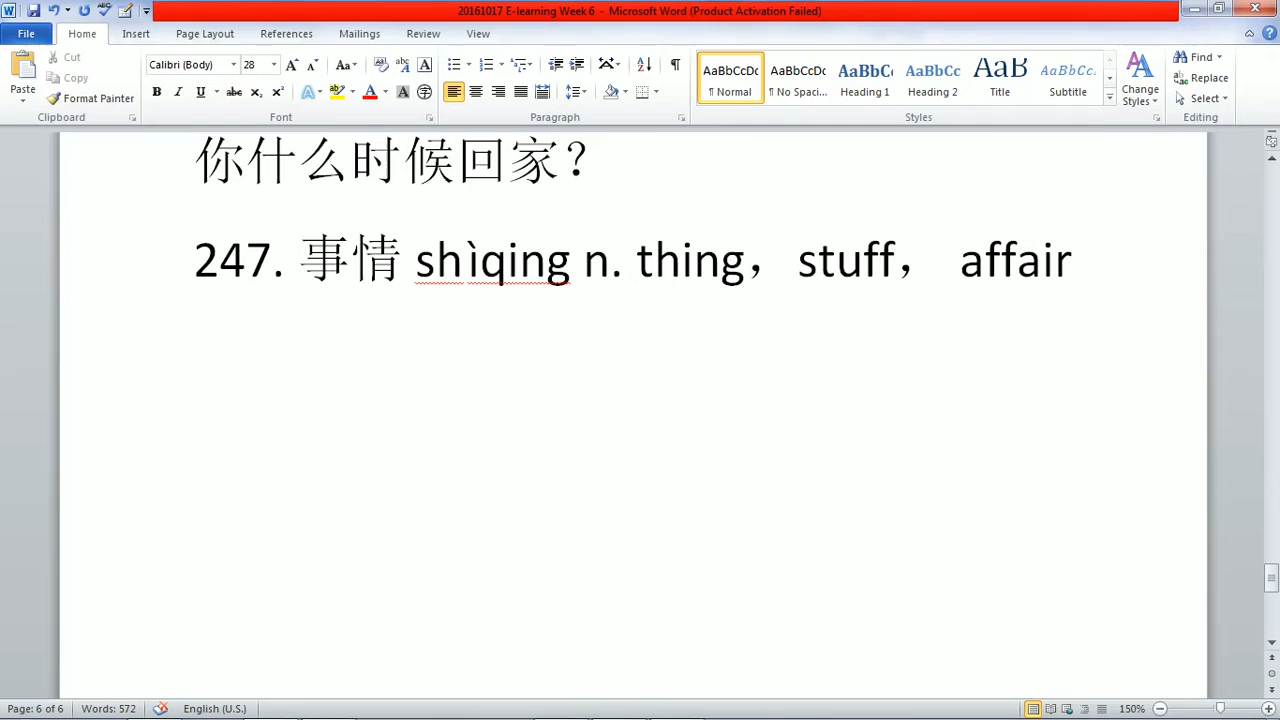 20161017 E-learning Week 6 - Microsoft Word (Product Activation Failed)
File Home Insert Page Layout References Mailings Review View
Cut
Copy
Paste
Format Painter
Calibri (Body) 28
AaBbCcDc AaBbCcDc AaBbCc AaBbCc AaB AaBbCc.
¶ Normal ¶ No Spaci... Heading 1 Heading 2 Title Subtitle
Change Styles
Find
Replace
Select
Clipboard Font Paragraph Styles Editing
你什么时候回家？
247. 事情 shìqing n. thing， stuff， affair
Page: 6 of 6 Words: 572 English (U.S.) 150%